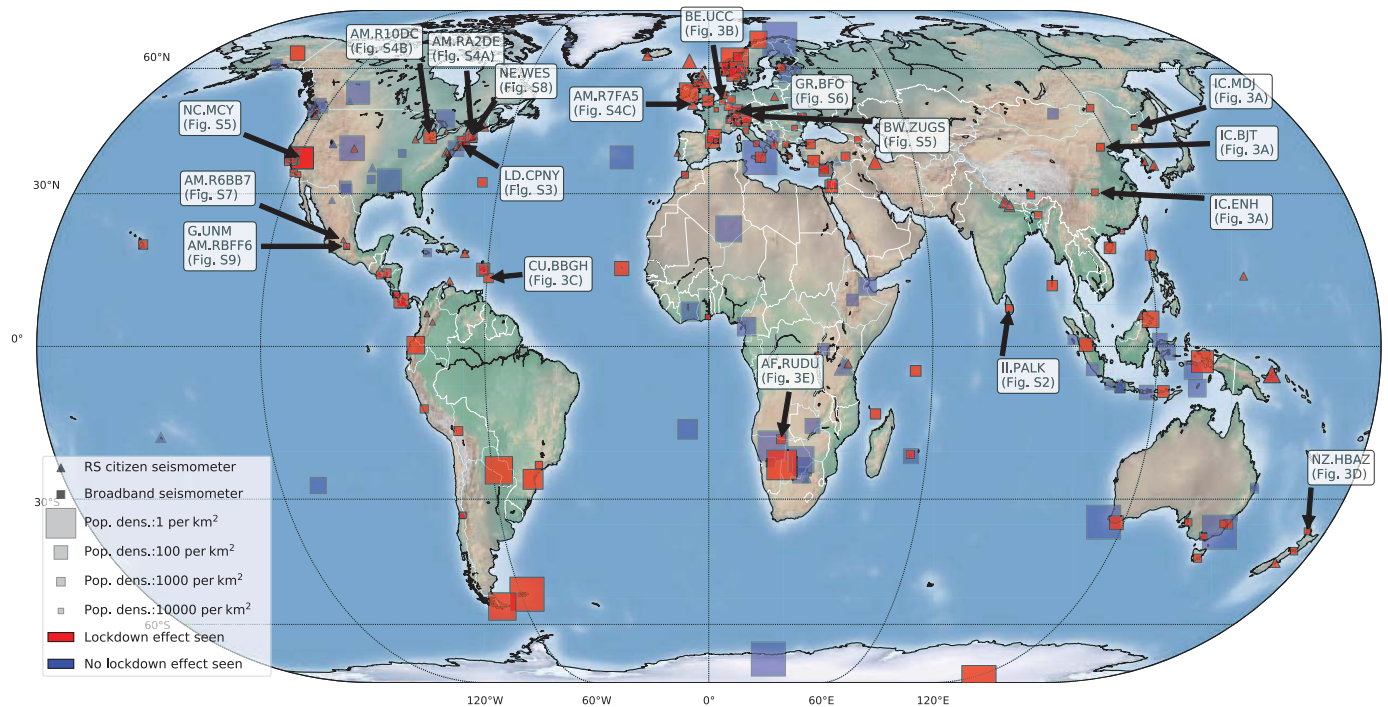 60°N
30°N
0°
30°S
60°S
120°W
60°W
0°
60°E
120°E
AM.R10DC
(Fig. S4B)
AM.RA2DE
(Fig. S4A)
NE.WES
(Fig. S8)
BE.UCC
(Fig. 3B)
GR.BFO
(Fig. S6)
IC.MDJ
(Fig. 3A)
NC.MCY
(Fig. S5)
AM.R7FA5
(Fig. S4C)
BW.ZUGS
(Fig. S5)
IC.BJT
(Fig. 3A)
AM.R6BB7
(Fig. S7)
LD.CPNY
(Fig. S3)
IC.ENH
(Fig. 3A)
G.UNM
AM.RBFF6
(Fig. S9)
CU.BBGH
(Fig. 3C)
AF.RUDU
(Fig. 3E)
II.PALK
(Fig. S2)
NZ.HBAZ
(Fig. 3D)
RS citizen seismometer
Broadband seismometer
Pop. dens.:1 per km²
Pop. dens.:100 per km²
Pop. dens.:1000 per km²
Pop. dens.:10000 per km²
Lockdown effect seen
No lockdown effect seen